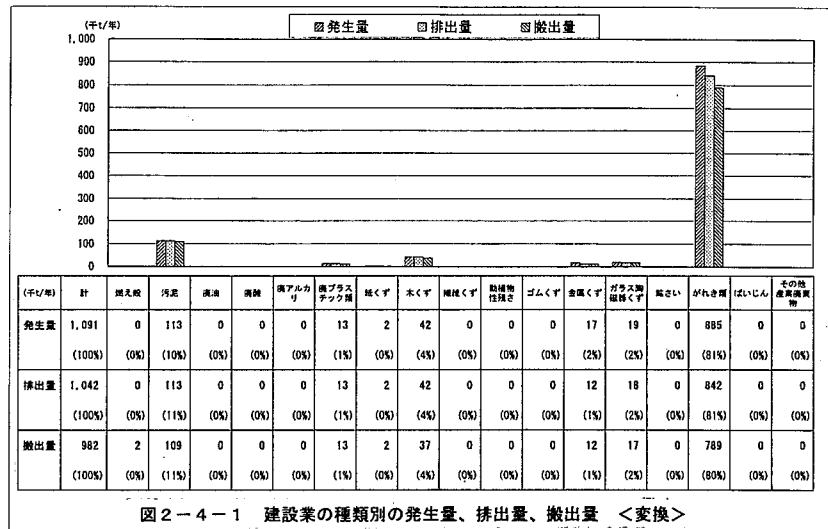 (千t/年)
発生量 排出量 搬出量
1,000
900
800
700
600
500
400
300
200
100
0
(千t/年) 計 燃え殻 汚泥 廃油 廃酸 廃アルカリ 廃プラスチック類 紙くず 木くず 繊維くず 動植物性残さ ゴムくず 金属くず ガラス陶磁器くず 鉱さい がれき類 ばいじん その他産業廃棄物
発生量 1,091 0 113 0 0 0 13 2 42 0 0 0 17 19 0 885 0 0
(100%) (0%) (10%) (0%) (0%) (0%) (1%) (0%) (4%) (0%) (0%) (0%) (2%) (2%) (0%) (81%) (0%) (0%)
排出量 1,042 0 113 0 0 0 13 2 42 0 0 0 12 18 0 842 0 0
(100%) (0%) (11%) (0%) (0%) (0%) (1%) (0%) (4%) (0%) (0%) (0%) (1%) (2%) (0%) (81%) (0%) (0%)
搬出量 982 2 109 0 0 0 13 2 37 0 0 0 12 17 0 789 0 0
(100%) (0%) (11%) (0%) (0%) (0%) (1%) (0%) (4%) (0%) (0%) (0%) (1%) (2%) (0%) (80%) (0%) (0%)
図2-4-1 建設業の種類別の発生量、排出量、搬出量 <変換>